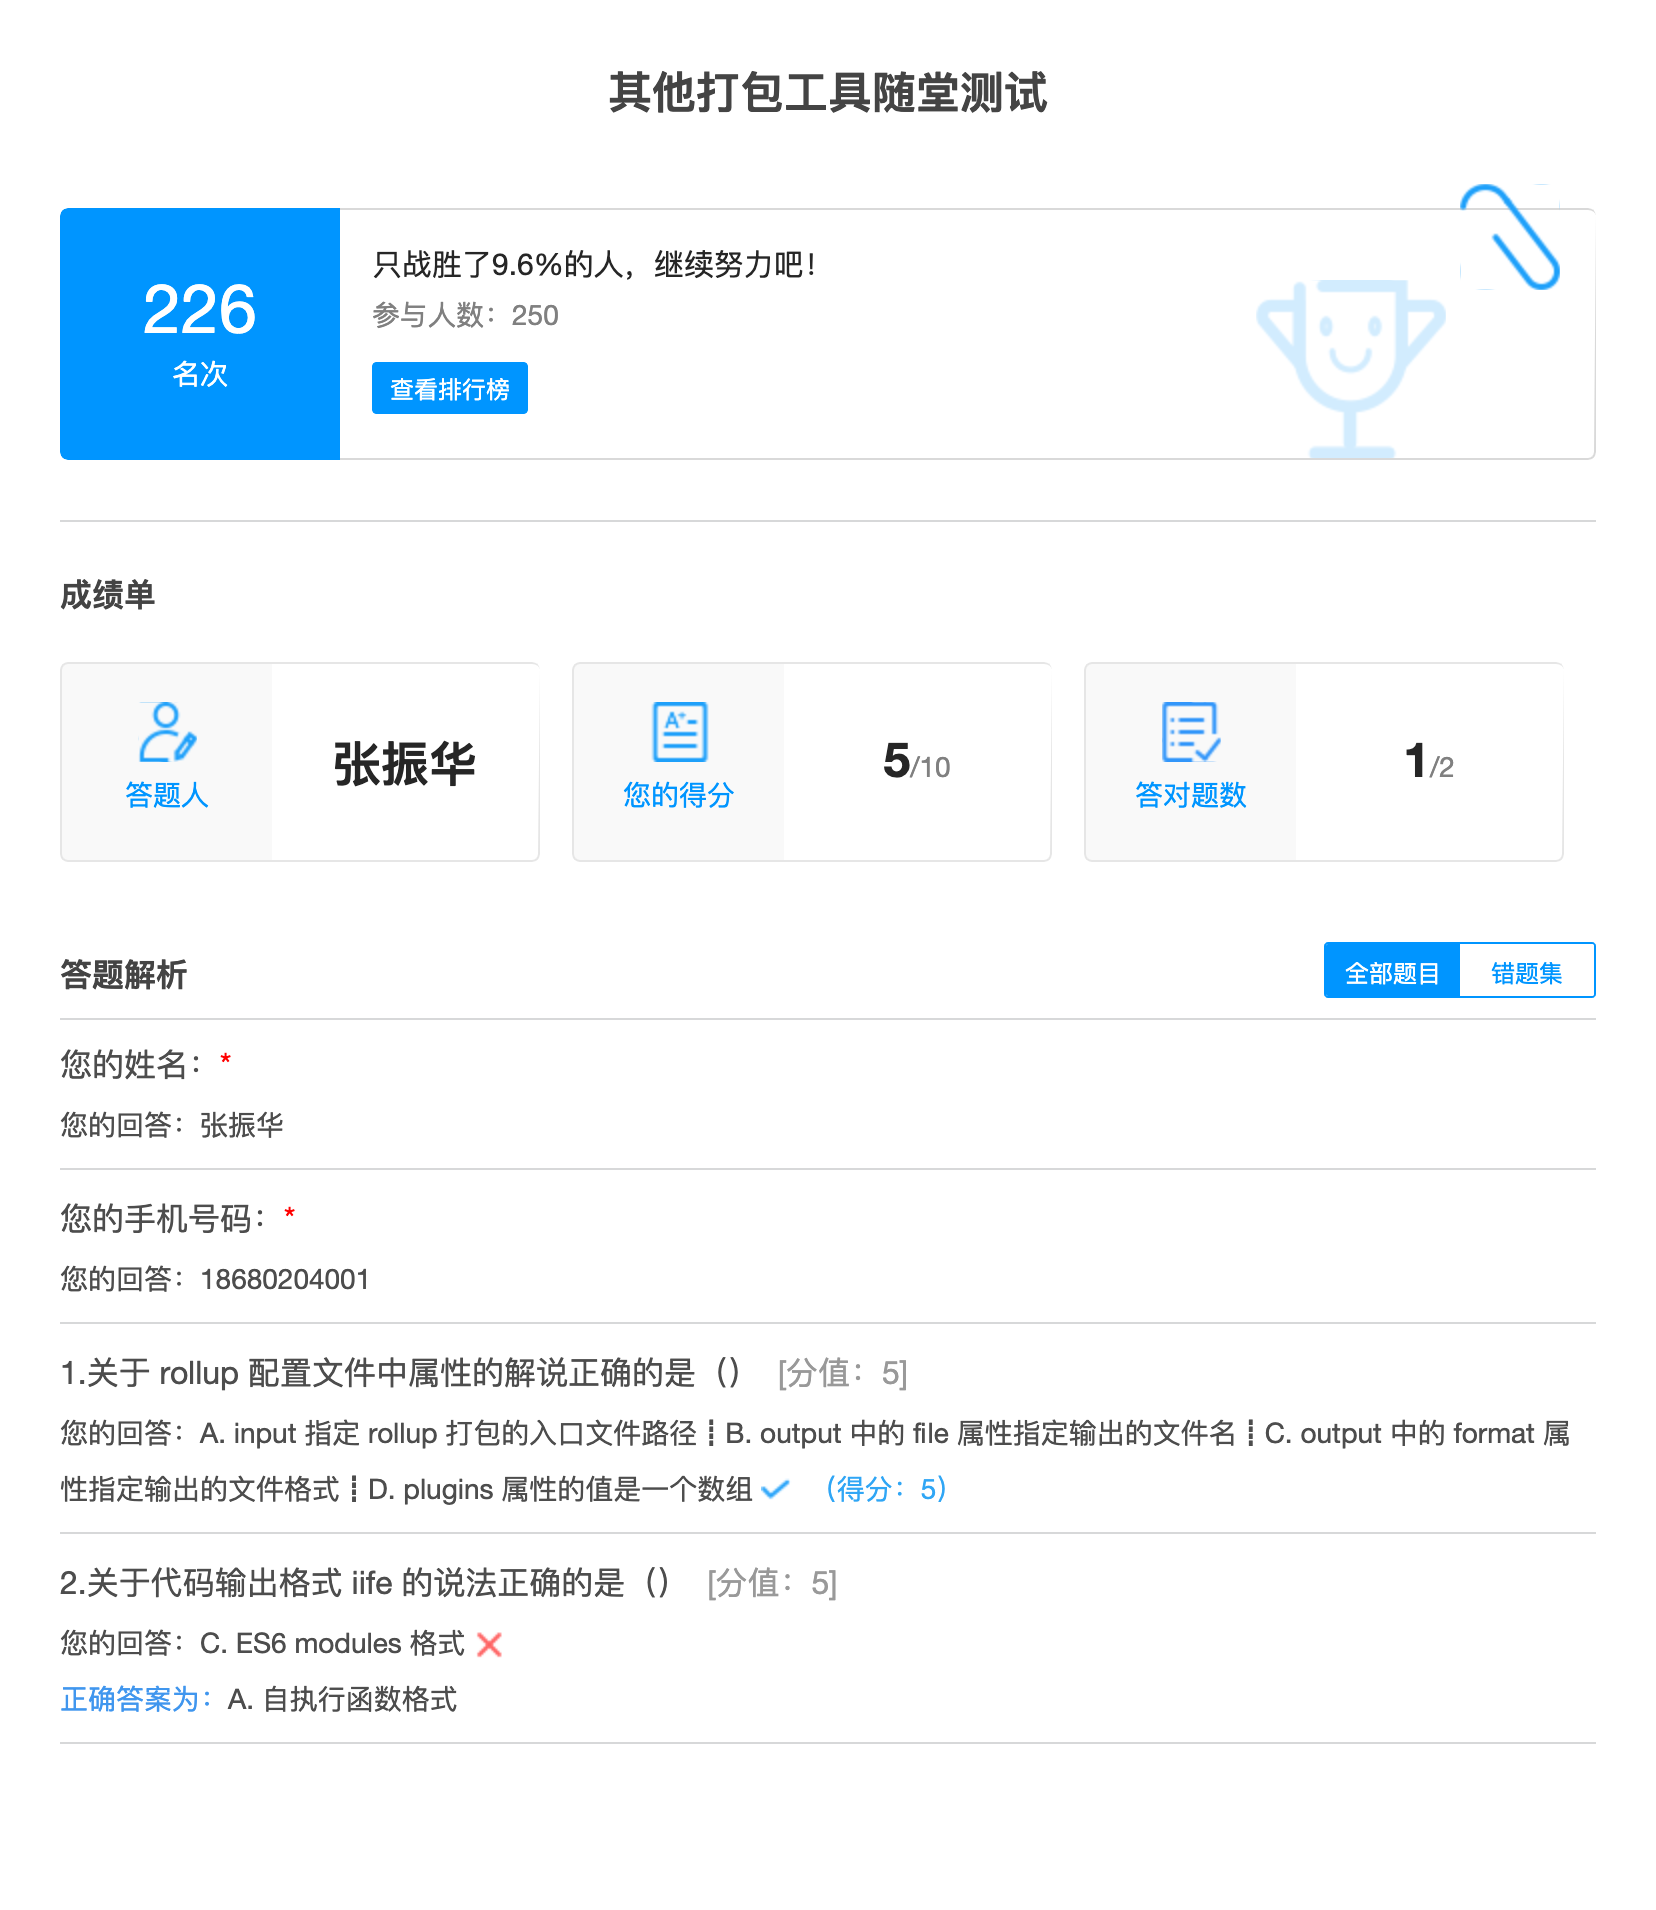 其他打包工具随堂测试
226
名次
只战胜了9.6%的人，继续努力吧！
参与人数：250
查看排行榜
成绩单
答题人
张振华
A+
您的得分
5/10
答对题数
1/2
答题解析
全部题目
错题集
您的姓名：*
您的回答：张振华
您的手机号码：*
您的回答：18680204001
1.关于 rollup 配置文件中属性的解说正确的是（） [分值：5]
您的回答：A. input 指定 rollup 打包的入口文件路径┋B. output 中的 file 属性指定输出的文件名┋C. output 中的 format 属
性指定输出的文件格式┋D. plugins 属性的值是一个数组 （得分：5）
2.关于代码输出格式 iife 的说法正确的是（） [分值：5]
您的回答：C. ES6 modules 格式
正确答案为：A. 自执行函数格式